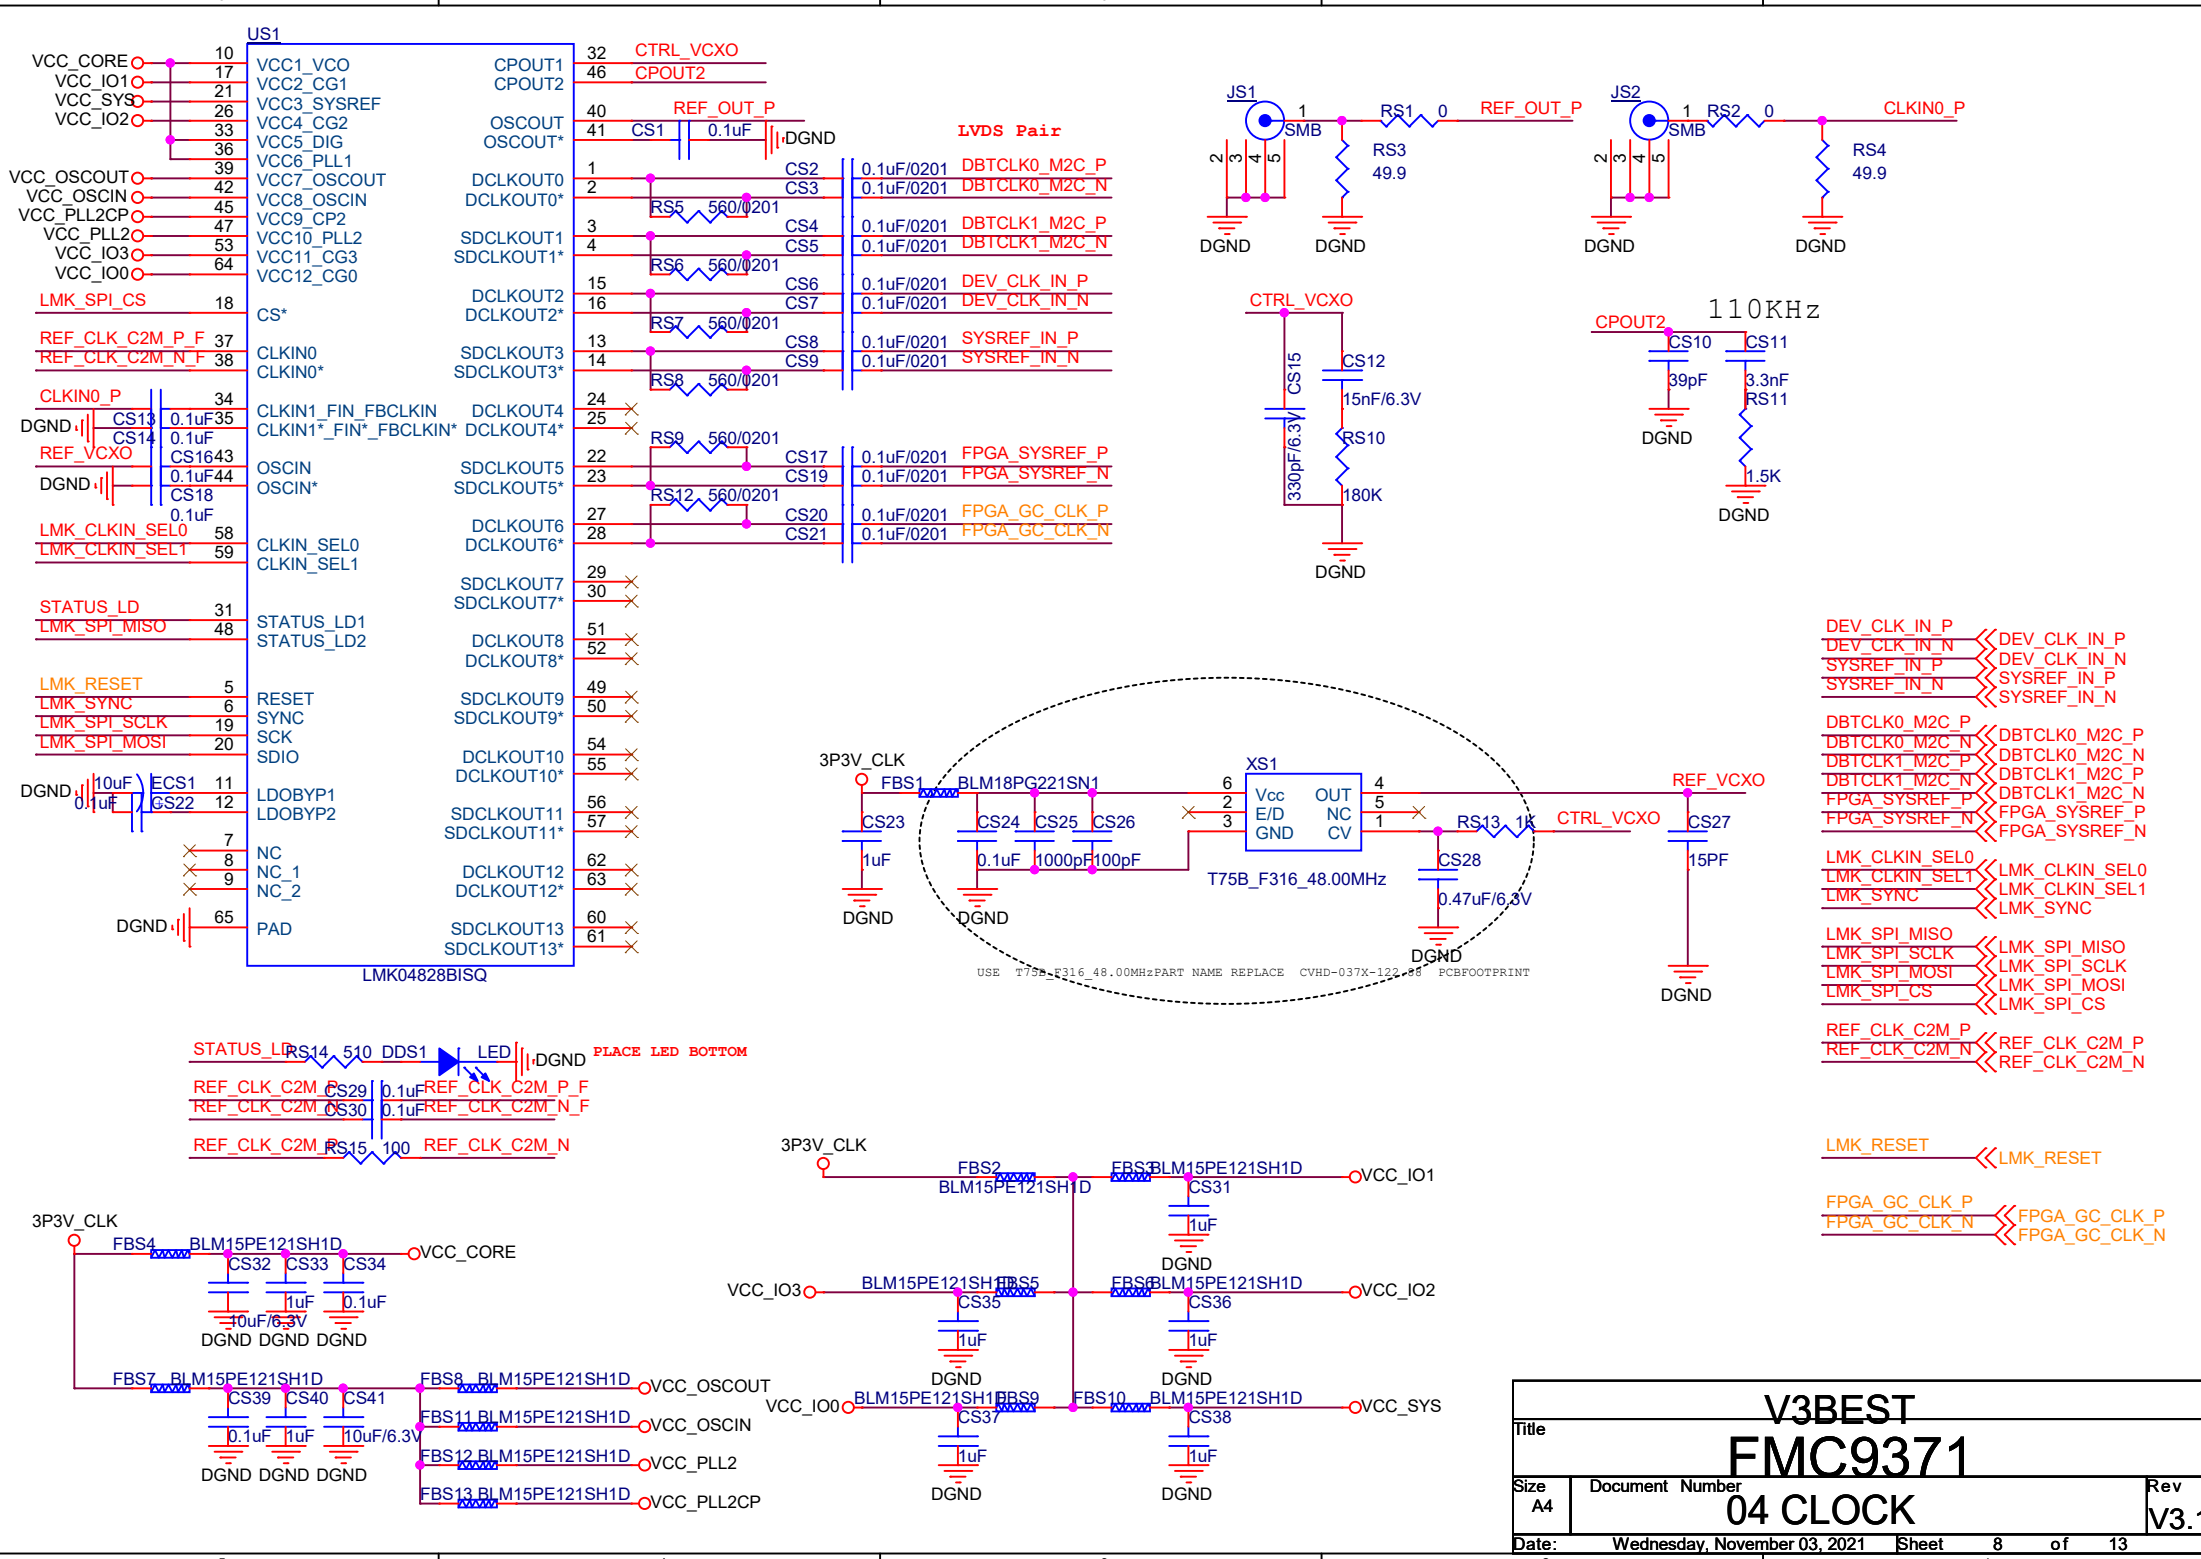 US1
VCC_CORE 10 VCC1_VCO
VCC_IO1 17 VCC2_CG1
VCC_SYS 21 VCC3_SYSREF
VCC_IO2 26 VCC4_CG2
33 VCC5_DIG
36 VCC6_PLL1
VCC_OSCOUT 39 VCC7_OSCOUT
VCC_OSCIN 42 VCC8_OSCIN
VCC_PLL2CP 45 VCC9_CP2
VCC_PLL2 47 VCC10_PLL2
VCC_IO3 53 VCC11_CG3
VCC_IO0 64 VCC12_CG0
LMK_SPI_CS 18 CS*
REF_CLK_C2M_P_F 37 CLKIN0
REF_CLK_C2M_N_F 38 CLKIN0*
CLKIN0_P 34 CLKIN1_FIN_FBCLKIN
DGND CS13 0.1uF 35 CLKIN1*_FIN*_FBCLKIN*
CS14 0.1uF
REF_VCXO CS16 43 OSCIN
DGND 0.1uF 44 OSCIN*
CS18
0.1uF
LMK_CLKIN_SEL0 58 CLKIN_SEL0
LMK_CLKIN_SEL1 59 CLKIN_SEL1
STATUS_LD 31 STATUS_LD1
LMK_SPI_MISO 48 STATUS_LD2
LMK_RESET 5 RESET
LMK_SYNC 6 SYNC
LMK_SPI_SCLK 19 SCK
LMK_SPI_MOSI 20 SDIO
DGND 10uF ECS1 11 LDOBYP1
0.1uF CS22 12 LDOBYP2
7 NC
8 NC_1
9 NC_2
DGND 65 PAD
LMK04828BISQ
CPOUT1 32 CTRL_VCXO
CPOUT2 46 CPOUT2
OSCOUT 40 REF_OUT_P
OSCOUT* 41 CS1 0.1uF DGND
LVDS Pair
DCLKOUT0 1 CS2 0.1uF/0201 DBTCLK0_M2C_P
DCLKOUT0* 2 CS3 0.1uF/0201 DBTCLK0_M2C_N
RS5 560/0201
SDCLKOUT1 3 CS4 0.1uF/0201 DBTCLK1_M2C_P
SDCLKOUT1* 4 CS5 0.1uF/0201 DBTCLK1_M2C_N
RS6 560/0201
DCLKOUT2 15 CS6 0.1uF/0201 DEV_CLK_IN_P
DCLKOUT2* 16 CS7 0.1uF/0201 DEV_CLK_IN_N
RS7 560/0201
SDCLKOUT3 13 CS8 0.1uF/0201 SYSREF_IN_P
SDCLKOUT3* 14 CS9 0.1uF/0201 SYSREF_IN_N
RS8 560/0201
DCLKOUT4 24
DCLKOUT4* 25
RS9 560/0201
SDCLKOUT5 22 CS17 0.1uF/0201 FPGA_SYSREF_P
SDCLKOUT5* 23 CS19 0.1uF/0201 FPGA_SYSREF_N
RS12 560/0201
DCLKOUT6 27 CS20 0.1uF/0201 FPGA_GC_CLK_P
DCLKOUT6* 28 CS21 0.1uF/0201 FPGA_GC_CLK_N
SDCLKOUT7 29
SDCLKOUT7* 30
DCLKOUT8 51
DCLKOUT8* 52
SDCLKOUT9 49
SDCLKOUT9* 50
DCLKOUT10 54
DCLKOUT10* 55
SDCLKOUT11 56
SDCLKOUT11* 57
DCLKOUT12 62
DCLKOUT12* 63
SDCLKOUT13 60
SDCLKOUT13* 61
JS1 1 RS1 0 REF_OUT_P
SMB
2 3 4 5 RS3
49.9
DGND DGND
JS2 1 RS2 0 CLKIN0_P
SMB
2 3 4 5 RS4
49.9
DGND DGND
CTRL_VCXO
CS15 CS12
330pF/6.3V 15nF/6.3V
RS10
180K
DGND
110KHz
CPOUT2
CS10 CS11
39pF 3.3nF
RS11
DGND 1.5K
DGND
3P3V_CLK
FBS1 BLM18PG221SN1
CS23 CS24 CS25 CS26
1uF 0.1uF 1000pF 100pF
DGND DGND
XS1
6 Vcc OUT 4 REF_VCXO
2 E/D NC 5
3 GND CV 1 RS13 1K CTRL_VCXO
T75B_F316_48.00MHz
CS28
0.47uF/6.3V
DGND
CS27
15PF
DGND
USE T75B_F316_48.00MHzPART NAME REPLACE CVHD-037X-122.88 PCBFOOTPRINT
DEV_CLK_IN_P DEV_CLK_IN_P
DEV_CLK_IN_N DEV_CLK_IN_N
SYSREF_IN_P SYSREF_IN_P
SYSREF_IN_N SYSREF_IN_N
DBTCLK0_M2C_P DBTCLK0_M2C_P
DBTCLK0_M2C_N DBTCLK0_M2C_N
DBTCLK1_M2C_P DBTCLK1_M2C_P
DBTCLK1_M2C_N DBTCLK1_M2C_N
FPGA_SYSREF_P FPGA_SYSREF_P
FPGA_SYSREF_N FPGA_SYSREF_N
LMK_CLKIN_SEL0 LMK_CLKIN_SEL0
LMK_CLKIN_SEL1 LMK_CLKIN_SEL1
LMK_SYNC LMK_SYNC
LMK_SPI_MISO LMK_SPI_MISO
LMK_SPI_SCLK LMK_SPI_SCLK
LMK_SPI_MOSI LMK_SPI_MOSI
LMK_SPI_CS LMK_SPI_CS
REF_CLK_C2M_P REF_CLK_C2M_P
REF_CLK_C2M_N REF_CLK_C2M_N
LMK_RESET LMK_RESET
FPGA_GC_CLK_P FPGA_GC_CLK_P
FPGA_GC_CLK_N FPGA_GC_CLK_N
STATUS_LD RS14 510 DDS1 LED DGND PLACE LED BOTTOM
REF_CLK_C2M_P CS29 0.1uF REF_CLK_C2M_P_F
REF_CLK_C2M_N CS30 0.1uF REF_CLK_C2M_N_F
REF_CLK_C2M_P RS15 100 REF_CLK_C2M_N
3P3V_CLK
FBS4 BLM15PE121SH1D VCC_CORE
CS32 CS33 CS34
10uF/6.3V 1uF 0.1uF
DGND DGND DGND
FBS7 BLM15PE121SH1D
CS39 CS40 CS41
0.1uF 1uF 10uF/6.3V
DGND DGND DGND
FBS8 BLM15PE121SH1D VCC_OSCOUT
FBS11 BLM15PE121SH1D VCC_OSCIN
FBS12 BLM15PE121SH1D VCC_PLL2
FBS13 BLM15PE121SH1D VCC_PLL2CP
3P3V_CLK
FBS2 BLM15PE121SH1D
FBS3 BLM15PE121SH1D VCC_IO1
CS31
1uF
DGND
VCC_IO3 BLM15PE121SH1D FBS5 FBS6 BLM15PE121SH1D VCC_IO2
CS35 CS36
1uF 1uF
DGND DGND
VCC_IO0 BLM15PE121SH1D FBS9 FBS10 BLM15PE121SH1D VCC_SYS
CS37 CS38
1uF 1uF
DGND DGND
V3BEST
Title
FMC9371
Size Document Number Rev
A4 04 CLOCK V3.1
Date: Wednesday, November 03, 2021 Sheet 8 of 13